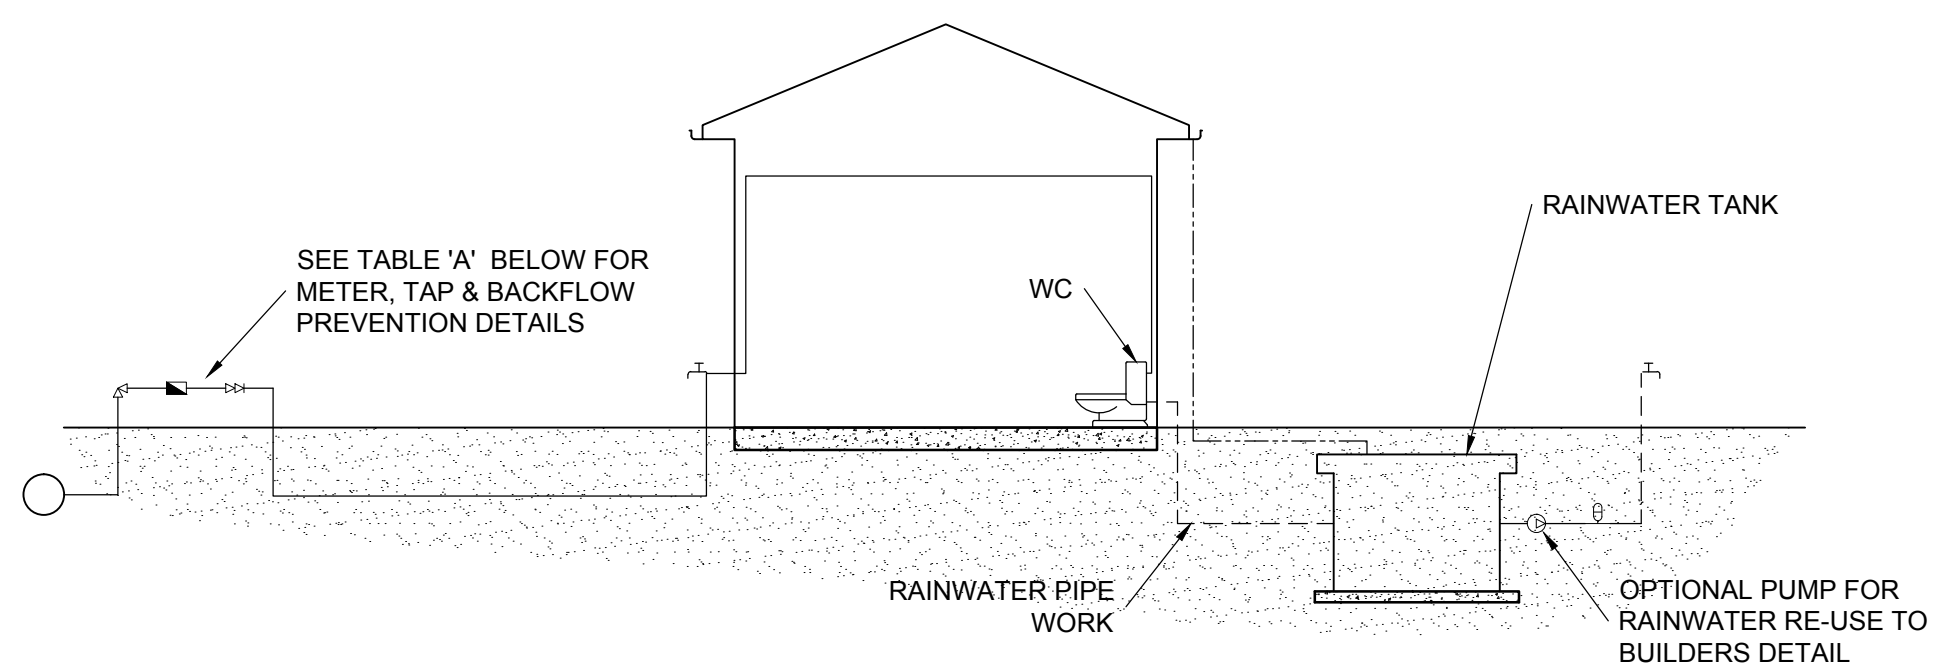 RAINWATER TANK
SEE TABLE 'A' BELOW FOR
METER, TAP & BACKFLOW
PREVENTION DETAILS
WC
RAINWATER PIPE
WORK
OPTIONAL PUMP FOR
RAINWATER RE-USE TO
BUILDERS DETAIL